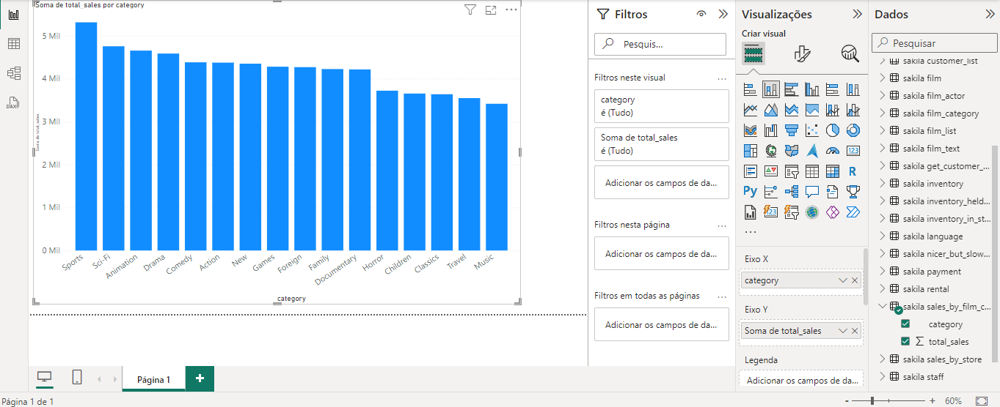 Soma de total_sales por category
5 Mil
4 Mil
3 Mil
2 Mil
1 Mil
0 Mil
Soma de total_sales
Sports
Sci-Fi
Animation
Drama
Comedy
Action
New
Games
Foreign
Family
Documentary
Horror
Children
Classics
Travel
Music
category
DAX
Página 1
+
Página 1 de 1
Filtros
Pesquis...
Filtros neste visual
...
category
é (Tudo)
Soma de total_sales
é (Tudo)
Adicionar os campos de da...
Filtros nesta página
...
Adicionar os campos de da...
Filtros em todas as páginas
...
Adicionar os campos de da...
Visualizações
Criar visual
123
R
Py
123
...
Eixo X
category
Eixo Y
Soma de total_sales
Legenda
Adicionar os campos de da...
Dados
Pesquisar
sakila customer_list
sakila film
sakila film_actor
sakila film_category
sakila film_list
sakila film_text
sakila get_customer_...
sakila inventory
sakila inventory_held...
sakila inventory_in_st...
sakila language
sakila nicer_but_slow...
sakila payment
sakila rental
sakila sales_by_film_c...
category
∑ total_sales
sakila sales_by_store
sakila staff
- + 60%